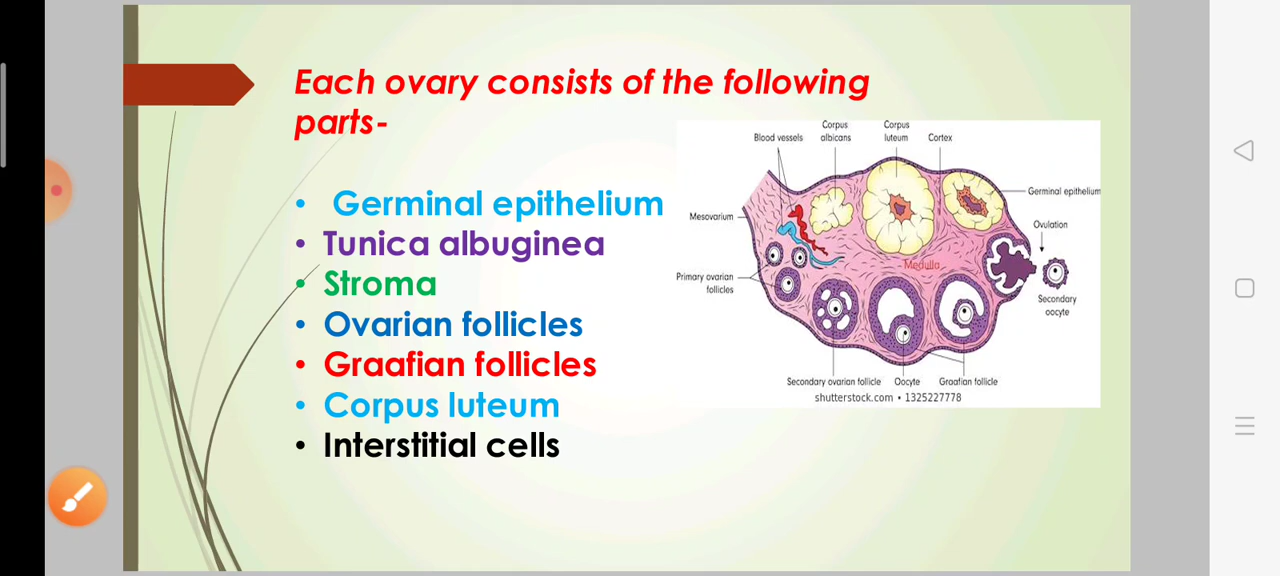 Each ovary consists of the following
parts-
• Germinal epithelium
• Tunica albuginea
• Stroma
• Ovarian follicles
• Graafian follicles
• Corpus luteum
• Interstitial cells
Blood vessels
Corpus
albicans
Corpus
luteum
Cortex
Germinal epithelium
Mesovarium
Ovulation
Medulla
Primary ovarian
follicles
Secondary
oocyte
Secondary ovarian follicle
Oocyte
Graafian follicle
shutterstock.com • 1325227778